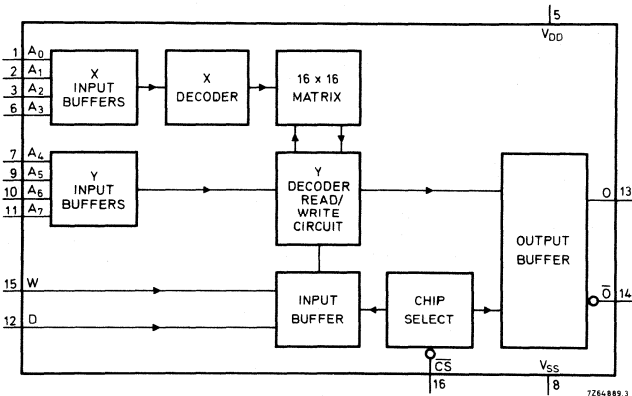 5
VDD
1 A0
2 A1
3 A2
6 A3
X
INPUT
BUFFERS
X
DECODER
16 x 16
MATRIX
7 A4
9 A5
10 A6
11 A7
Y
INPUT
BUFFERS
Y
DECODER
READ/
WRITE
CIRCUIT
OUTPUT
BUFFER
O 13
O̅ 14
15 W
12 D
INPUT
BUFFER
CHIP
SELECT
C̅S̅
16
VSS
8
7Z64889.3